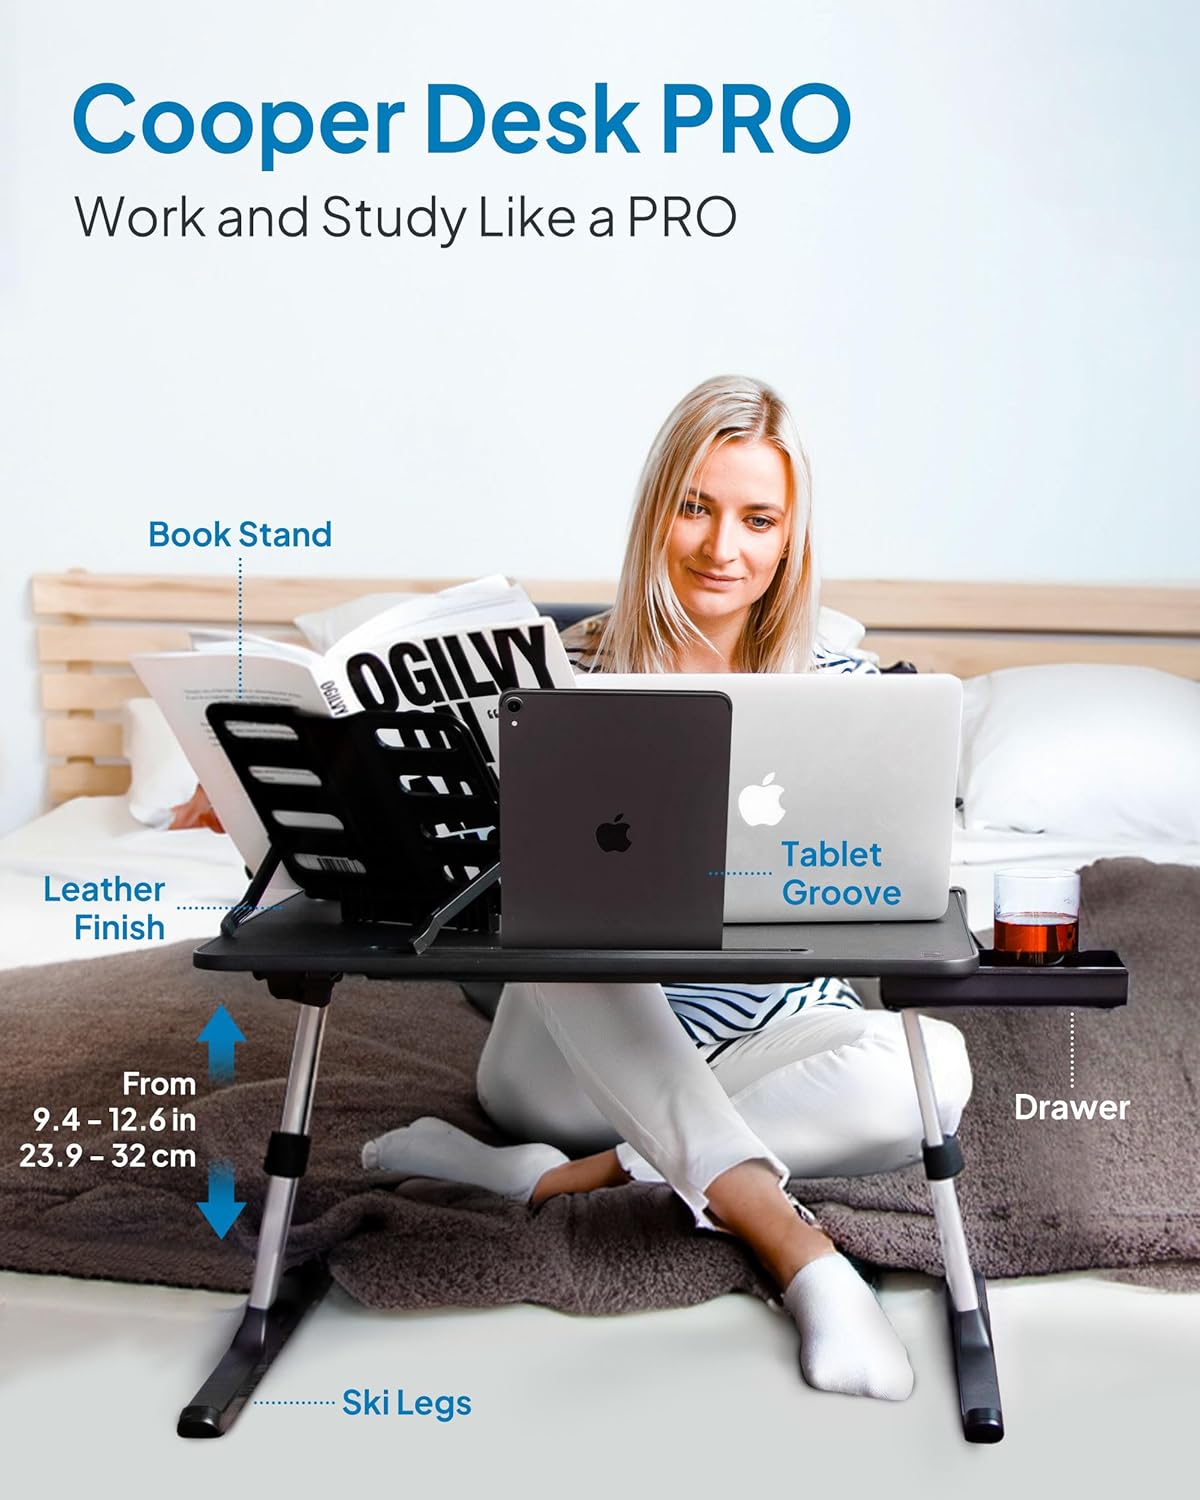 Cooper Desk PRO
Work and Study Like a PRO
Book Stand
OGILVY
OGILVY
Tablet
Groove
Leather
Finish
From
9.4 – 12.6 in
23.9 – 32 cm
Drawer
Ski Legs